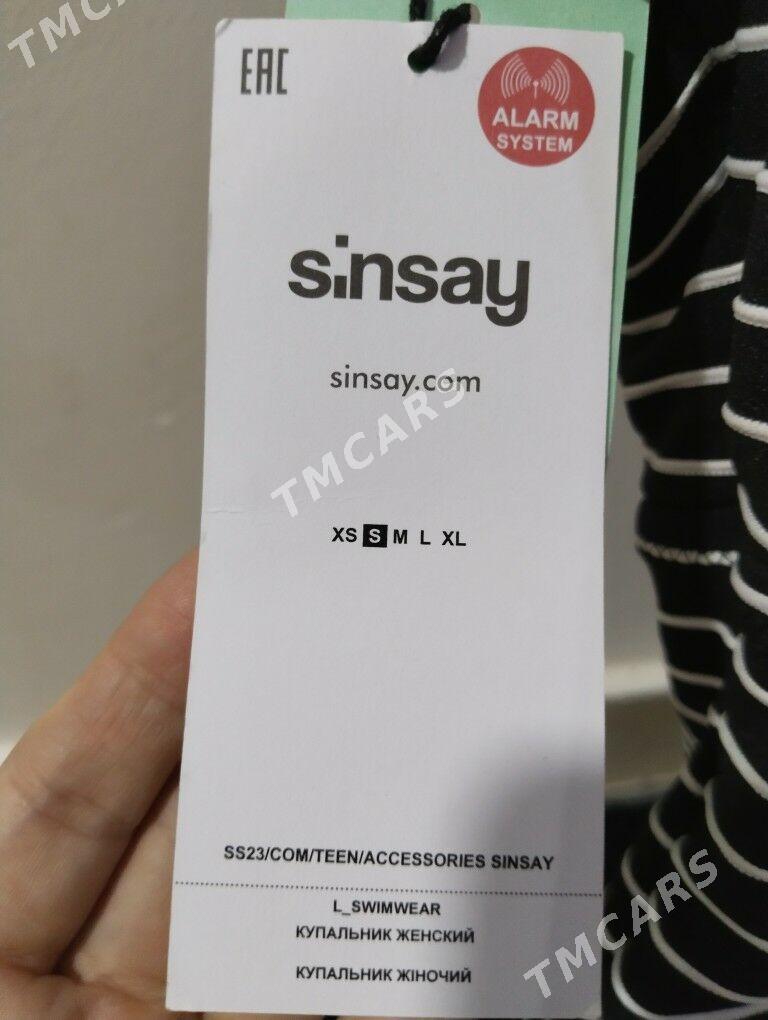 TMCARS
EAC
ALARM
SYSTEM
sinsay
sinsay.com
TMCARS
XS S M L XL
SS23/COM/TEEN/ACCESSORIES SINSAY
L_SWIMWEAR
КУПАЛЬНИК ЖЕНСКИЙ
КУПАЛЬНИК ЖІНОЧИЙ
TMCARS